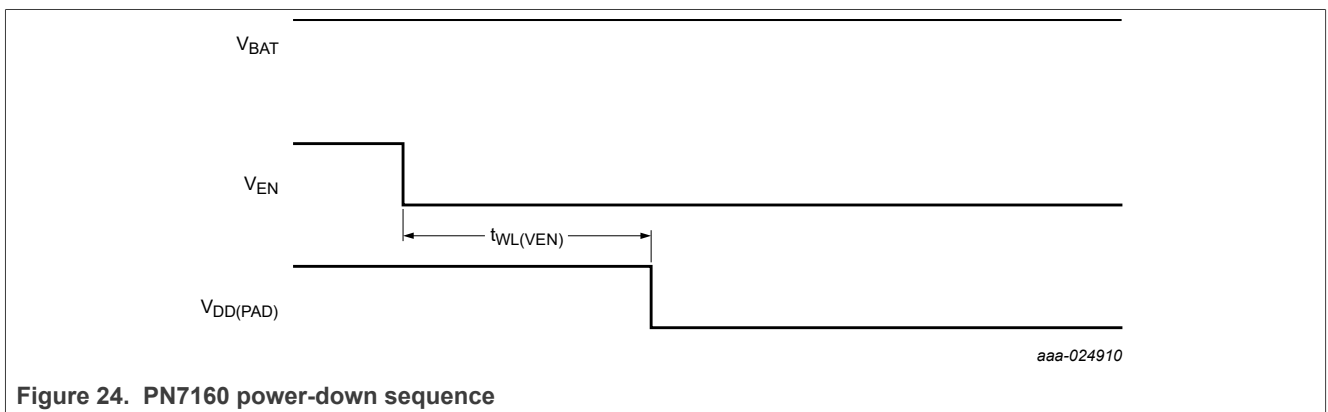 VBAT
VEN
tWL(VEN)
VDD(PAD)
aaa-024910
Figure 24. PN7160 power-down sequence